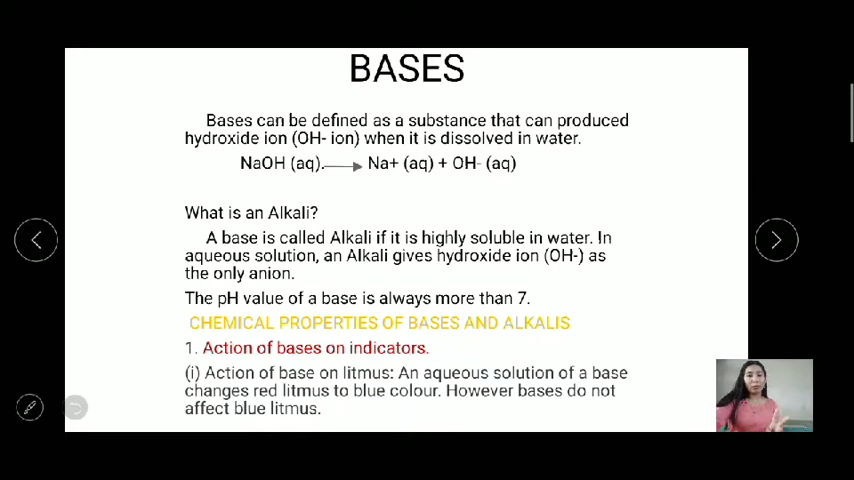 BASES
Bases can be defined as a substance that can produced
hydroxide ion (OH- ion) when it is dissolved in water.
NaOH (aq). Na+ (aq) + OH- (aq)
What is an Alkali?
A base is called Alkali if it is highly soluble in water. In
aqueous solution, an Alkali gives hydroxide ion (OH-) as
the only anion.
The pH value of a base is always more than 7.
CHEMICAL PROPERTIES OF BASES AND ALKALIS
1. Action of bases on indicators.
(i) Action of base on litmus: An aqueous solution of a base
changes red litmus to blue colour. However bases do not
affect blue litmus.